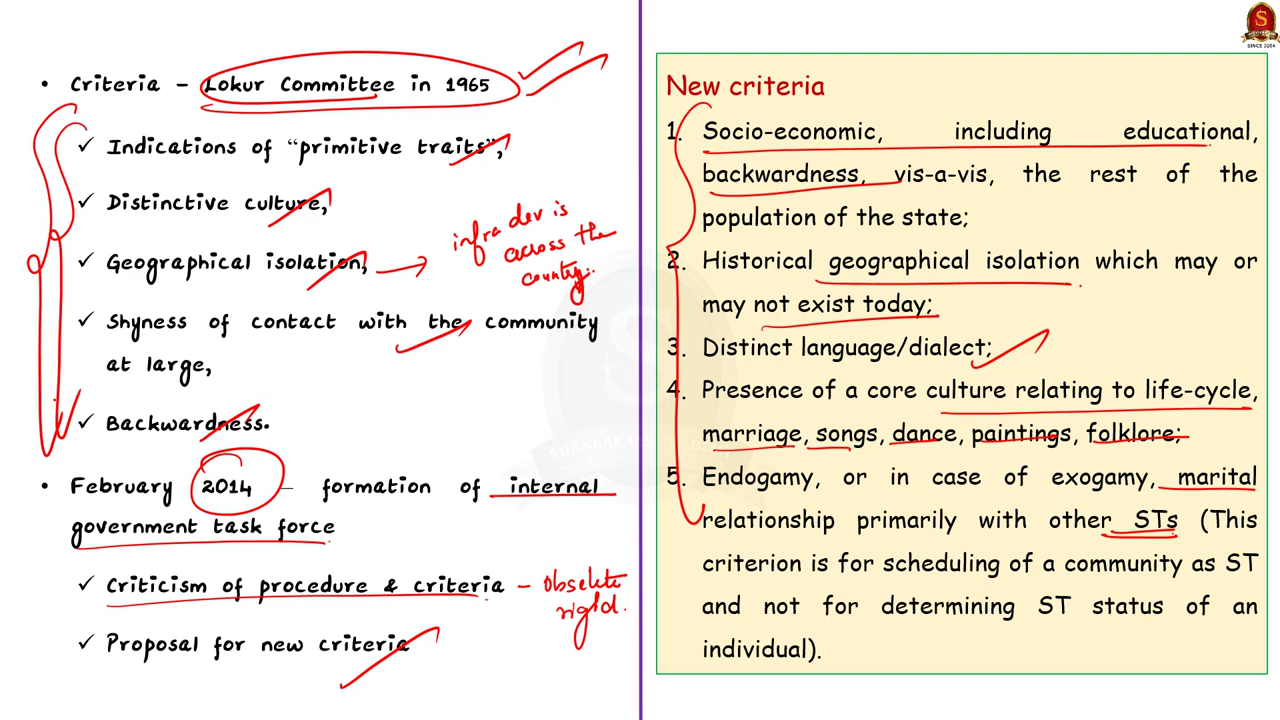 • Criteria – Lokur Committee in 1965
✓ Indications of “primitive traits”,
✓ Distinctive culture,
✓ Geographical isolation,
infra dev is
across the
country.
✓ Shyness of contact with the community
at large,
✓ Backwardness.
• February 2014 – formation of internal
government task force
✓ Criticism of procedure & criteria – obselete
rigid.
✓ Proposal for new criteria
S
SINCE 2004
New criteria
1. Socio-economic, including educational,
backwardness, vis-a-vis, the rest of the
population of the state;
2. Historical geographical isolation which may or
may not exist today;
3. Distinct language/dialect;
4. Presence of a core culture relating to life-cycle,
marriage, songs, dance, paintings, folklore;
5. Endogamy, or in case of exogamy, marital
relationship primarily with other STs (This
criterion is for scheduling of a community as ST
and not for determining ST status of an
individual).